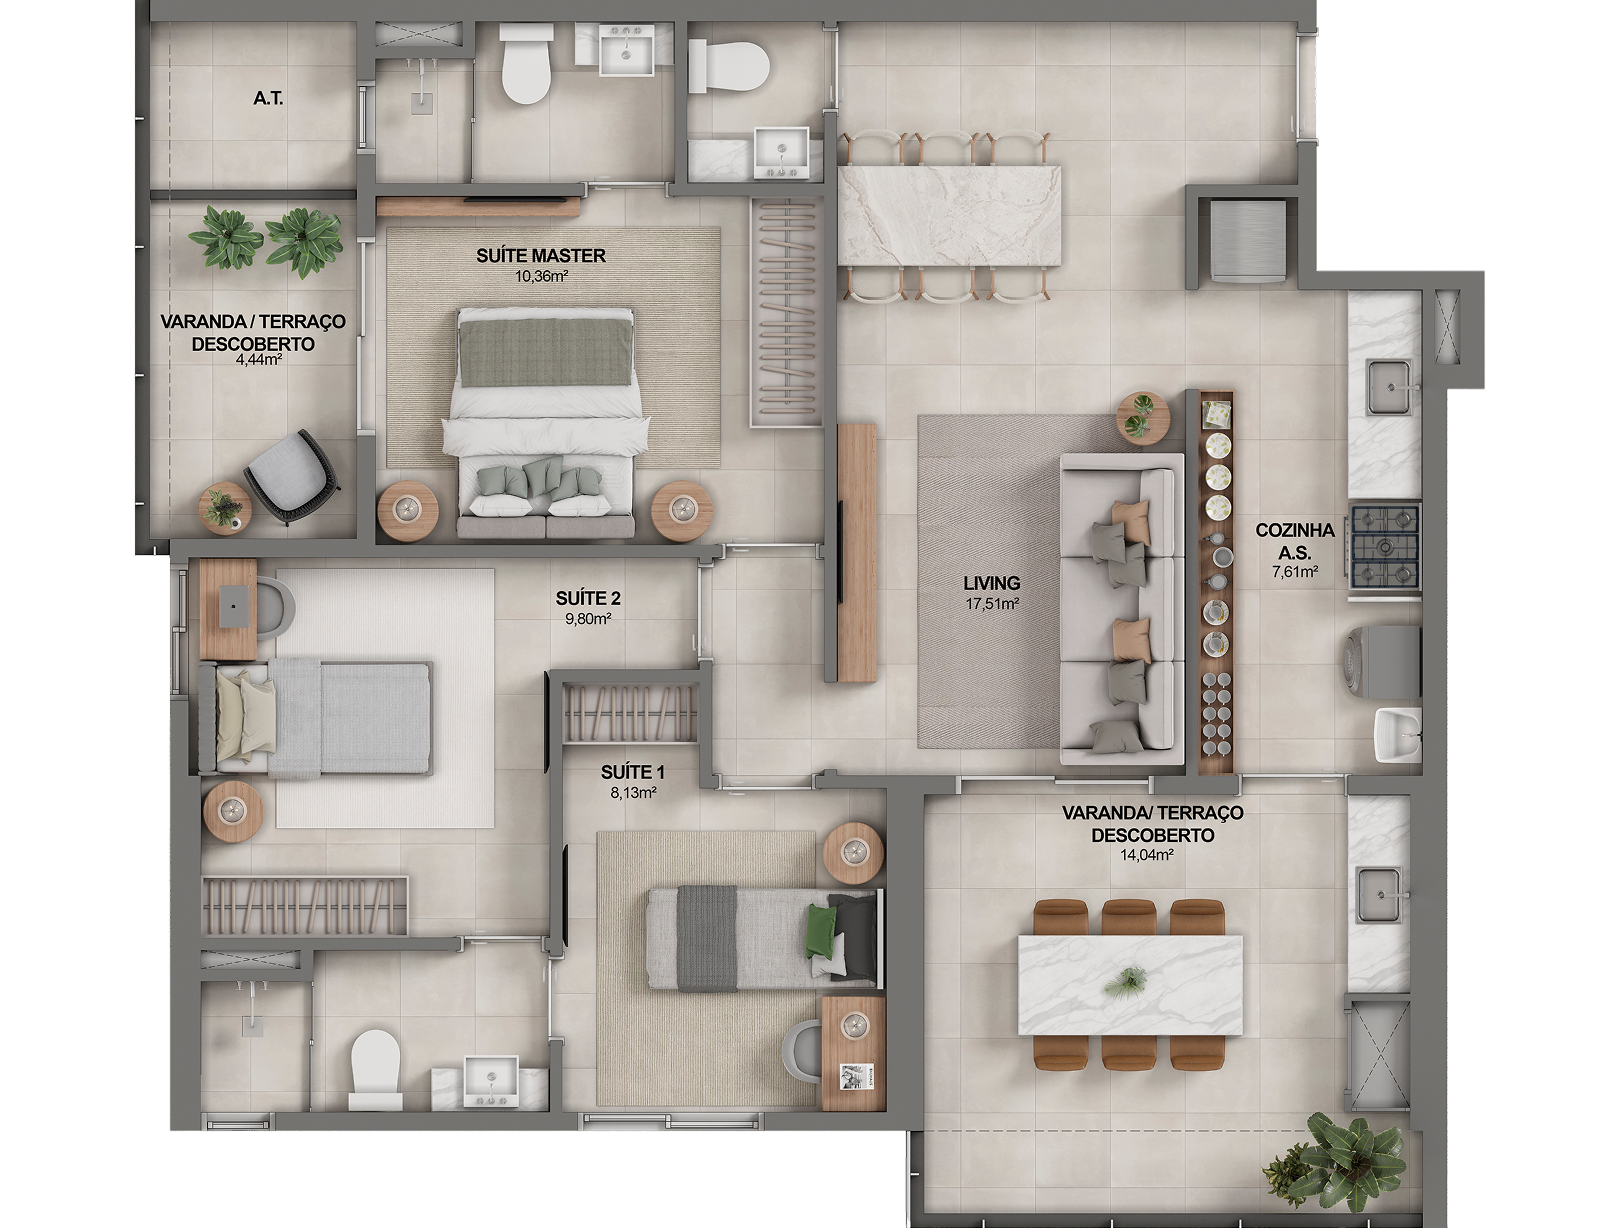 A.T.
SUÍTE MASTER
10,36m²
VARANDA / TERRAÇO
DESCOBERTO
4,44m²
COZINHA
A.S.
7,61m²
LIVING
17,51m²
SUÍTE 2
9,80m²
SUÍTE 1
8,13m²
VARANDA/ TERRAÇO
DESCOBERTO
14,04m²